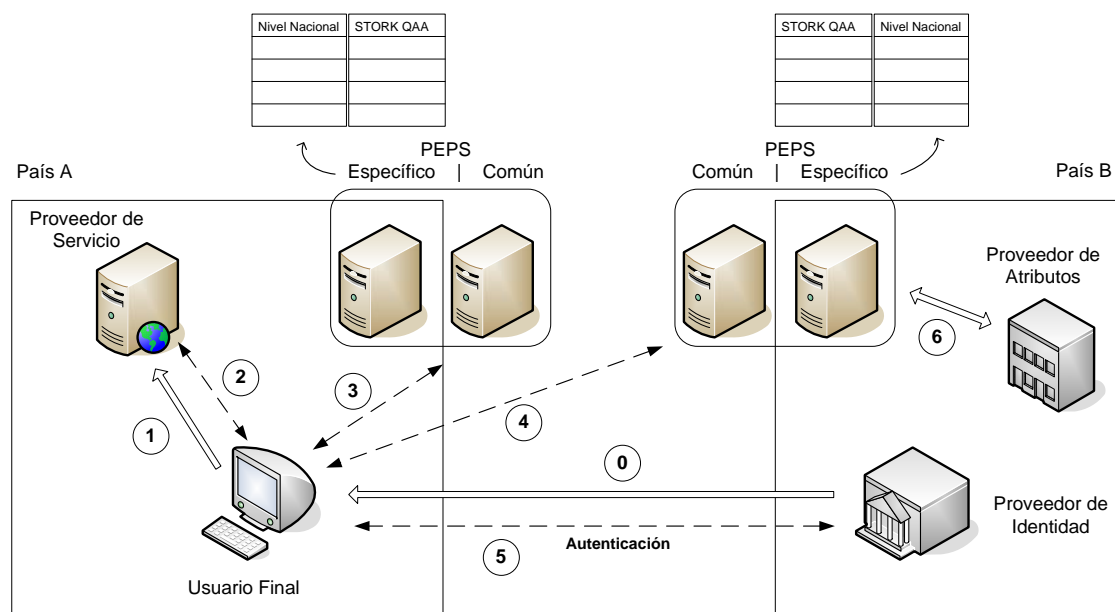 Nivel Nacional STORK QAA
STORK QAA Nivel Nacional
PEPS
Específico | Común
PEPS
Común | Específico
País A
País B
Proveedor de
Servicio
Proveedor de
Atributos
6
2
3
4
1
0
Proveedor de
Identidad
Autenticación
5
Usuario Final